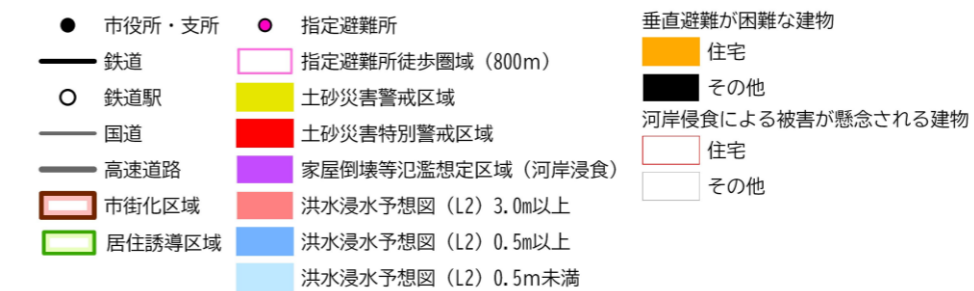 市役所・支所
鉄道
鉄道駅
国道
高速道路
市街化区域
居住誘導区域
指定避難所
指定避難所徒歩圏域（800ｍ）
土砂災害警戒区域
土砂災害特別警戒区域
家屋倒壊等氾濫想定区域（河岸浸食）
洪水浸水予想図（L2）3.0m以上
洪水浸水予想図（L2）0.5m以上
洪水浸水予想図（L2）0.5m未満
垂直避難が困難な建物
住宅
その他
河岸侵食による被害が懸念される建物
住宅
その他